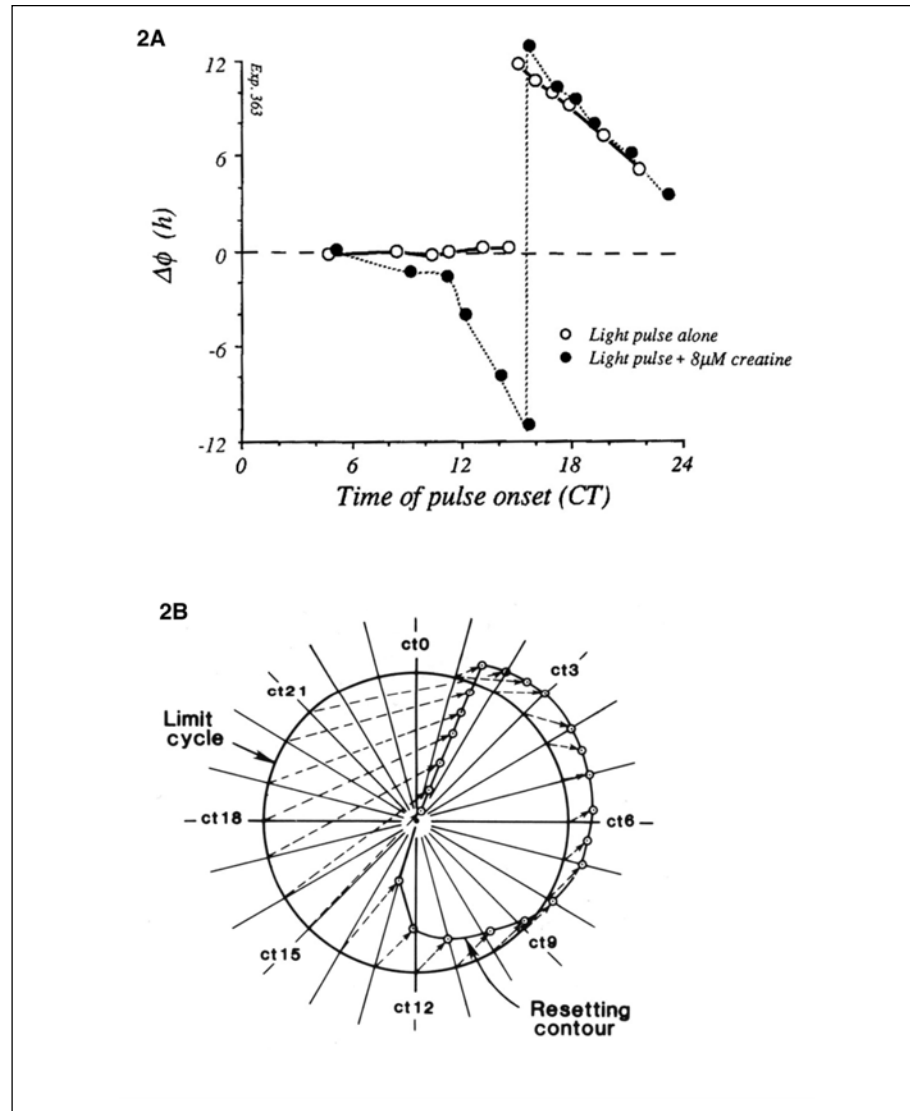 2A
12
6
0
-6
-12
Δϕ (h)
Exp. 363
Light pulse alone
Light pulse + 8µM creatine
0 6 12 18 24
Time of pulse onset (CT)
2B
ct0
ct3
ct21
Limit
cycle
ct18
ct6
ct15
ct9
ct12
Resetting
contour